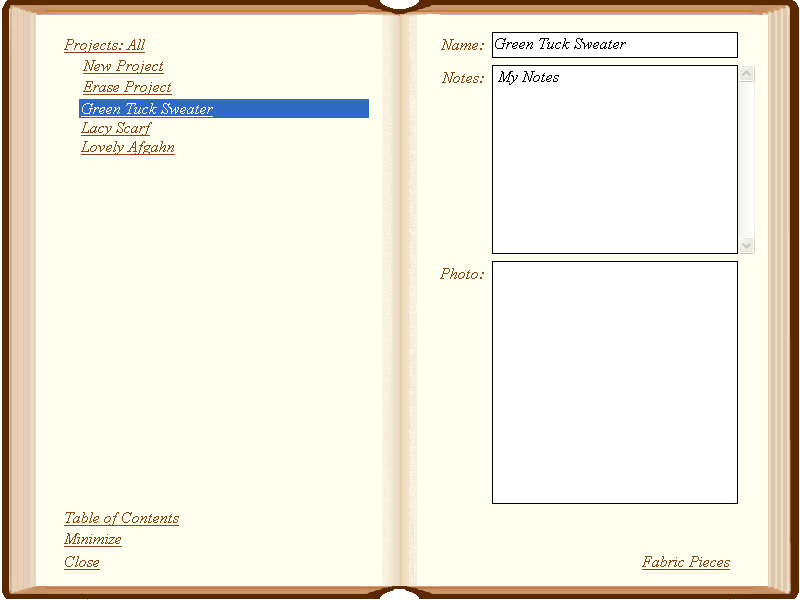 Projects: All
New Project
Erase Project
Green Tuck Sweater
Lacy Scarf
Lovely Afgahn
Table of Contents
Minimize
Close
Name: Green Tuck Sweater
Notes: My Notes
Photo:
Fabric Pieces